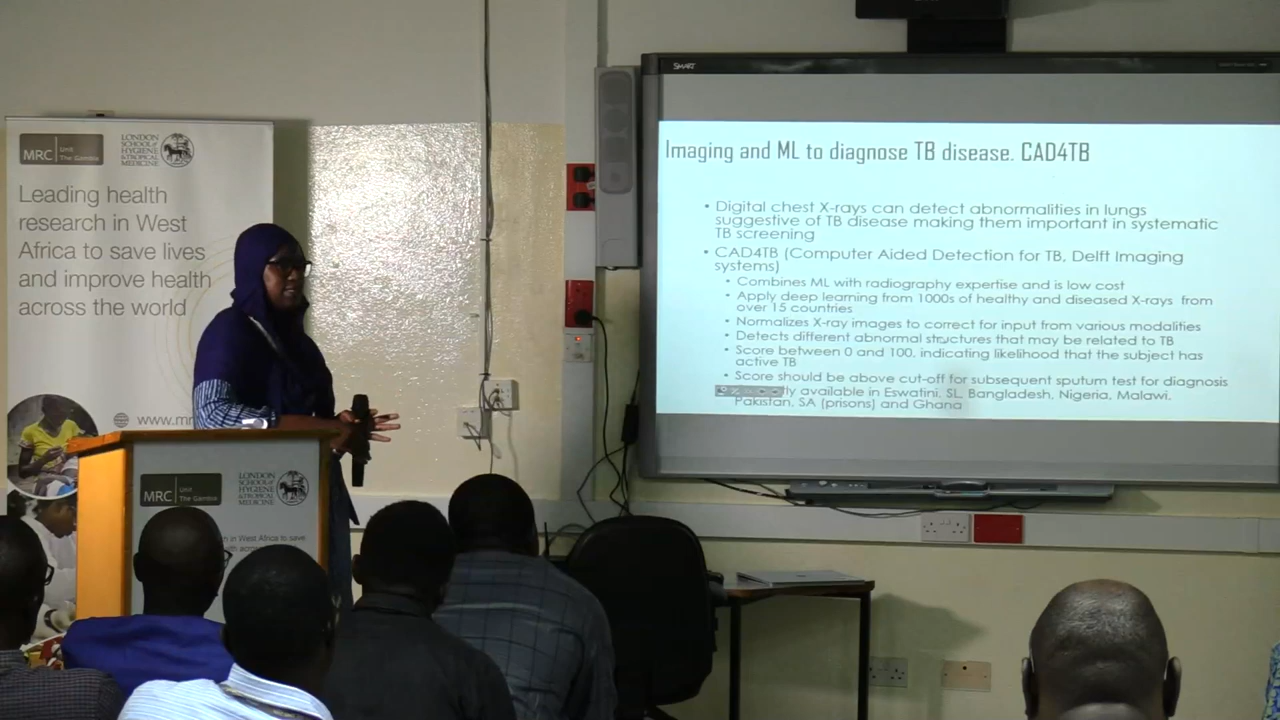 MRC
Unit
The Gambia
LONDON
SCHOOL of
HYGIENE
& TROPICAL
MEDICINE
Leading health
research in West
Africa to save lives
and improve health
across the world
www.mr
MRC
Unit
The Gambia
LONDON
SCHOOL of
HYGIENE
& TROPICAL
MEDICINE
h in West Africa to save
SMART
Imaging and ML to diagnose TB disease. CAD4TB
• Digital chest X-rays can detect abnormalities in lungs
suggestive of TB disease making them important in systematic
TB screening
• CAD4TB (Computer Aided Detection for TB, Delft Imaging
systems)
• Combines ML with radiography expertise and is low cost
• Apply deep learning from 1000s of healthy and diseased X-rays from
over 15 countries
• Normalizes X-ray images to correct for input from various modalities
• Detects different abnormal structures that may be related to TB
• Score between 0 and 100, indicating likelihood that the subject has
active TB
• Score should be above cut-off for subsequent sputum test for diagnosis
available in Eswatini, SL, Bangladesh, Nigeria, Malawi,
Pakistan, SA (prisons) and Ghana